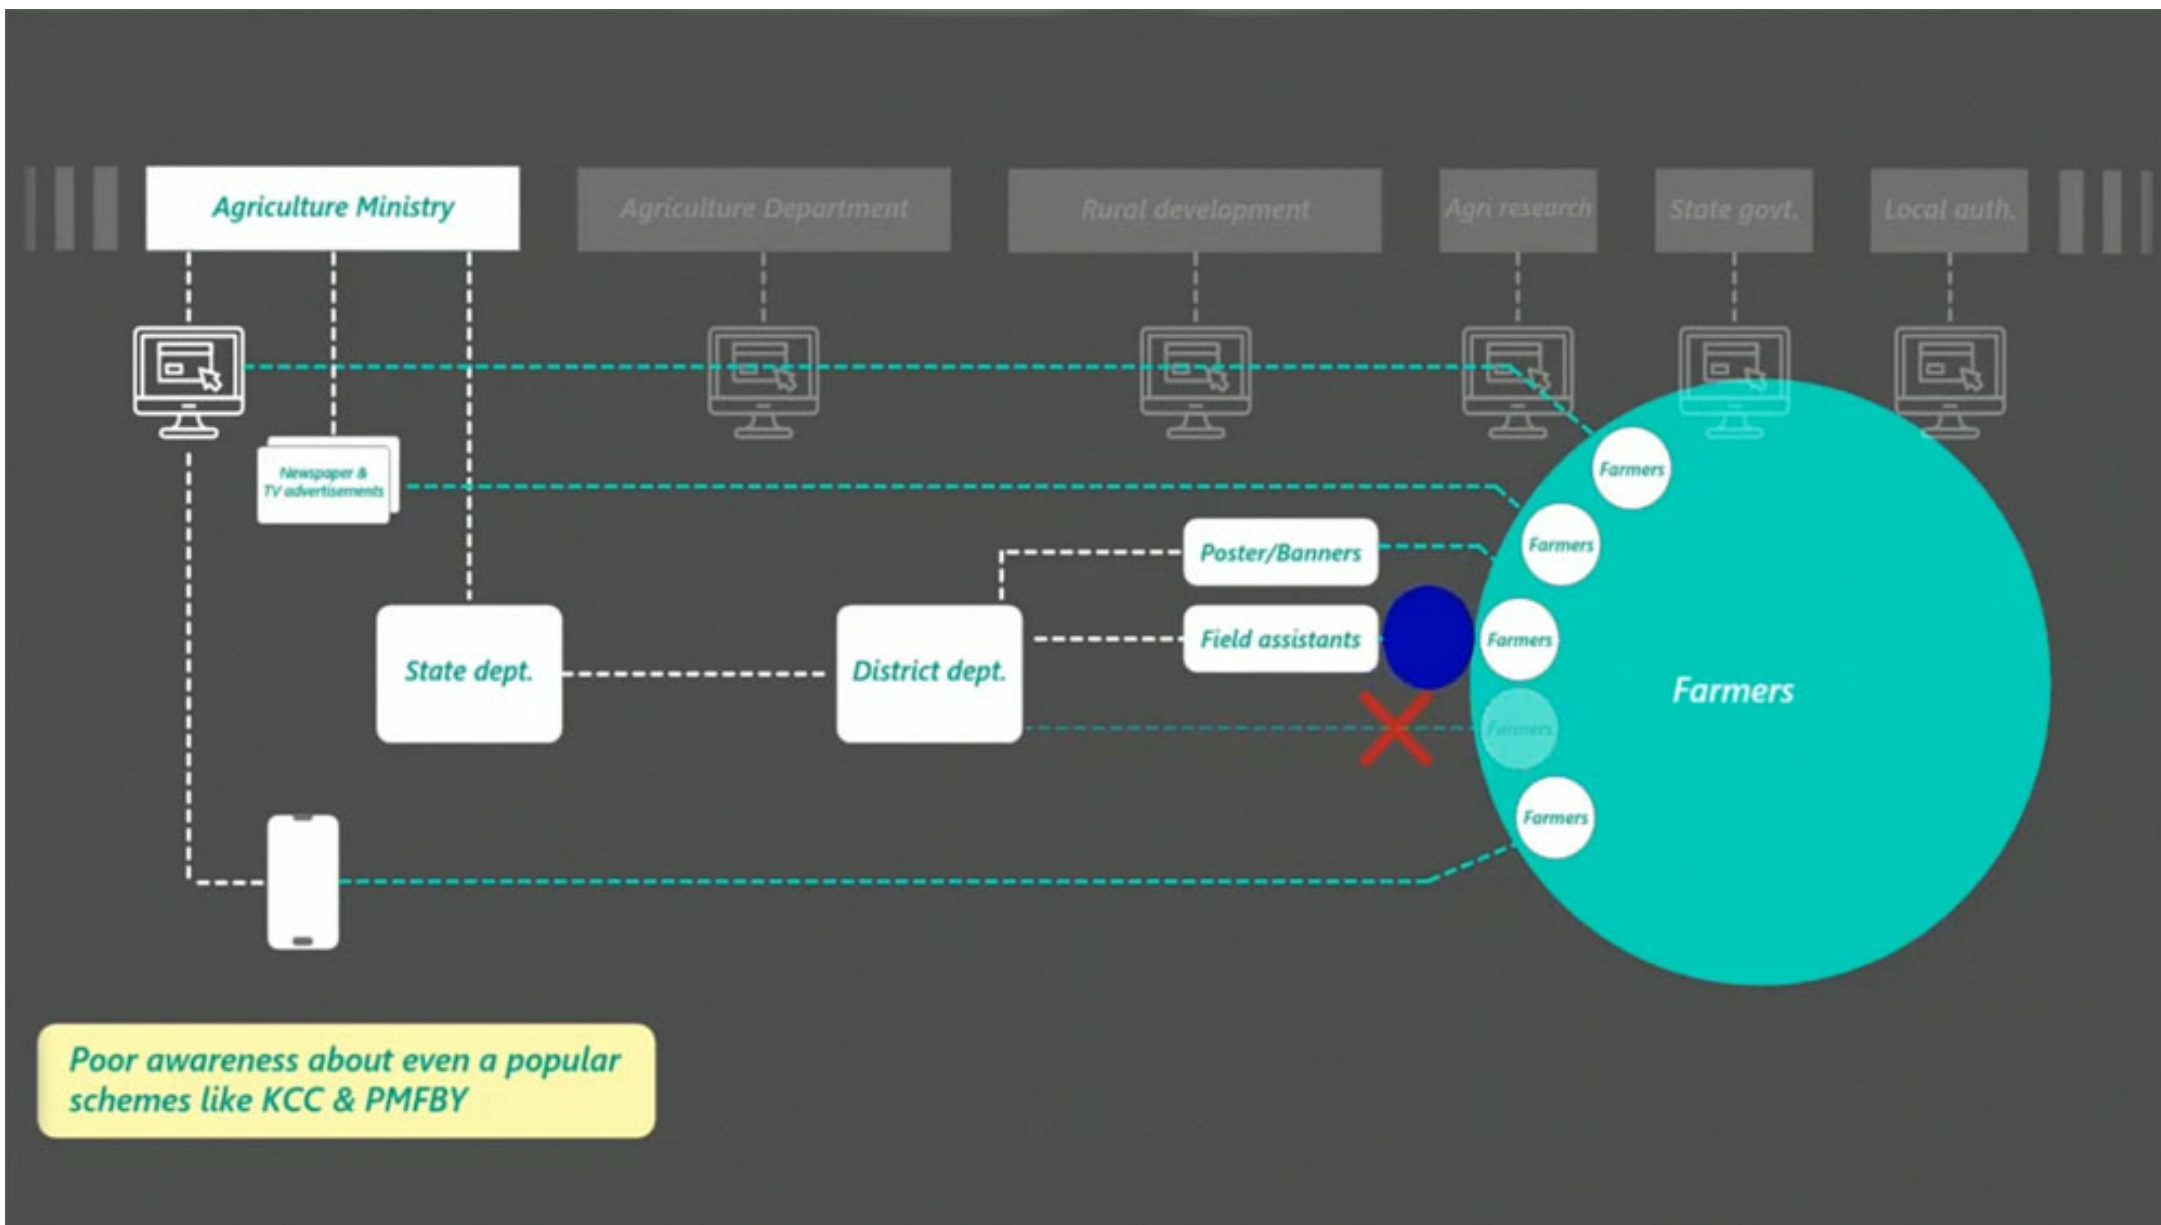 Agriculture Ministry
Agriculture Department
Rural development
Agri research
State govt.
Local auth.
Newspaper &
TV advertisements
Farmers
Farmers
Poster/Banners
Field assistants
Farmers
State dept.
District dept.
Farmers
Farmers
Farmers
Poor awareness about even a popular
schemes like KCC & PMFBY